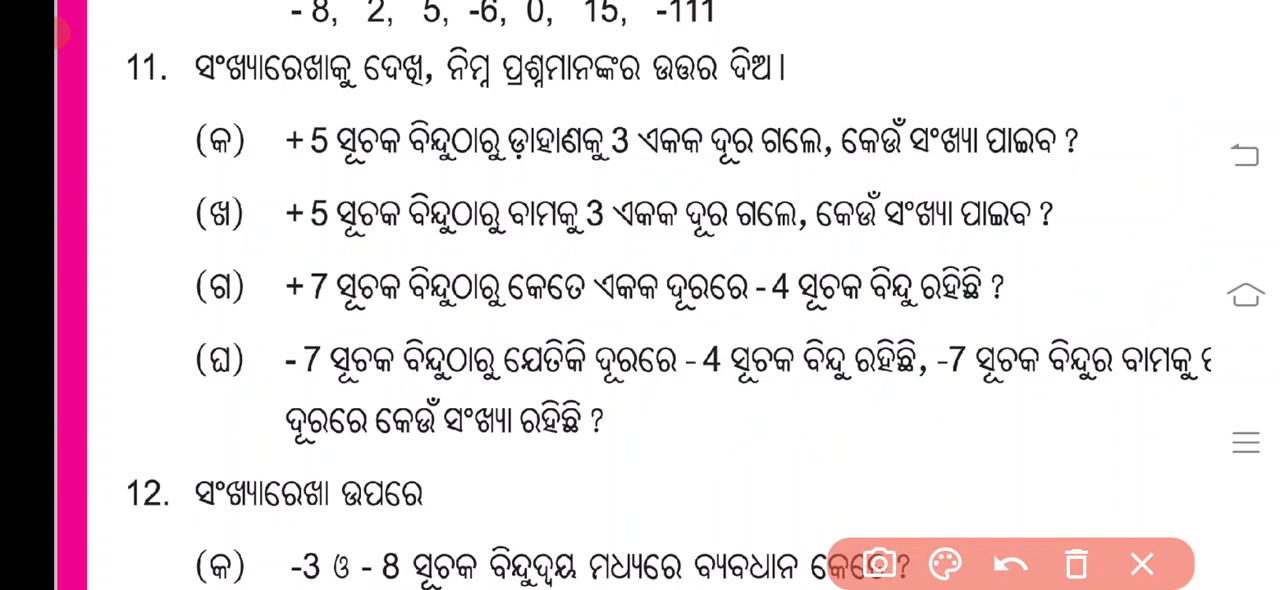 - 8, 2, 5, -6, 0, 15, -111
11. ସଂଖ୍ୟାରେଖାକୁ ଦେଖି, ନିମ୍ନ ପ୍ରଶ୍ନମାନଙ୍କର ଉତ୍ତର ଦିଅ।
(କ) + 5 ସୂଚକ ବିନ୍ଦୁଠାରୁ ଡ଼ାହାଣକୁ 3 ଏକକ ଦୂର ଗଲେ, କେଉଁ ସଂଖ୍ୟା ପାଇବ ?
(ଖ) + 5 ସୂଚକ ବିନ୍ଦୁଠାରୁ ବାମକୁ 3 ଏକକ ଦୂର ଗଲେ, କେଉଁ ସଂଖ୍ୟା ପାଇବ ?
(ଗ) + 7 ସୂଚକ ବିନ୍ଦୁଠାରୁ କେତେ ଏକକ ଦୂରରେ - 4 ସୂଚକ ବିନ୍ଦୁ ରହିଛି ?
(ଘ) - 7 ସୂଚକ ବିନ୍ଦୁଠାରୁ ଯେତିକି ଦୂରରେ - 4 ସୂଚକ ବିନ୍ଦୁ ରହିଛି, -7 ସୂଚକ ବିନ୍ଦୁର ବାମକୁ
ଦୂରରେ କେଉଁ ସଂଖ୍ୟା ରହିଛି ?
12. ସଂଖ୍ୟାରେଖା ଉପରେ
(କ) -3 ଓ - 8 ସୂଚକ ବିନ୍ଦୁଦ୍ୱୟ ମଧ୍ୟରେ ବ୍ୟବଧାନ କେତେ ?